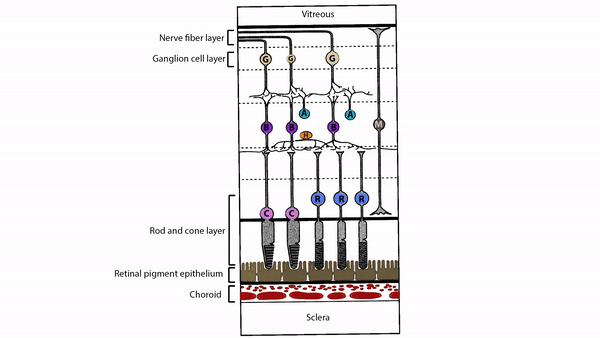 Vitreous
Nerve fiber layer
Ganglion cell layer
G G G
A A
B B B
H
M
R R R
C C
Rod and cone layer
Retinal pigment epithelium
Choroid
Sclera